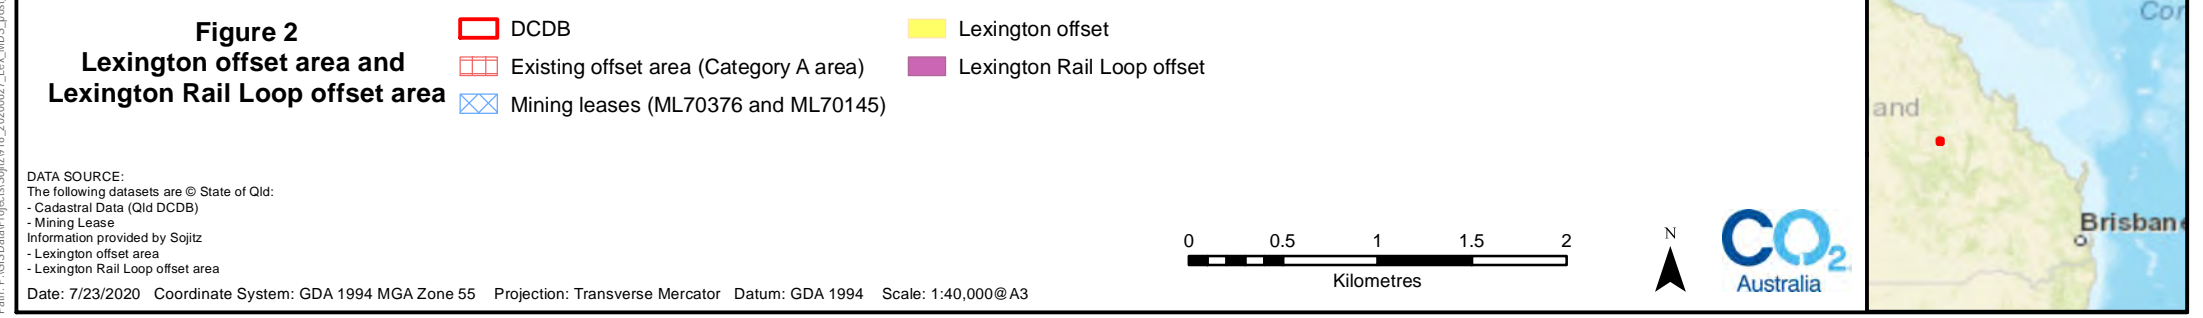 Figure 2
Lexington offset area and
Lexington Rail Loop offset area
DCDB
Existing offset area (Category A area)
Mining leases (ML70376 and ML70145)
Lexington offset
Lexington Rail Loop offset
DATA SOURCE:
The following datasets are © State of Qld:
- Cadastral Data (Qld DCDB)
- Mining Lease
Information provided by Sojitz
- Lexington offset area
- Lexington Rail Loop offset area
Date: 7/23/2020 Coordinate System: GDA 1994 MGA Zone 55 Projection: Transverse Mercator Datum: GDA 1994 Scale: 1:40,000@A3
0 0.5 1 1.5 2
Kilometres
N
CO2
Australia
Cor
and
Brisban